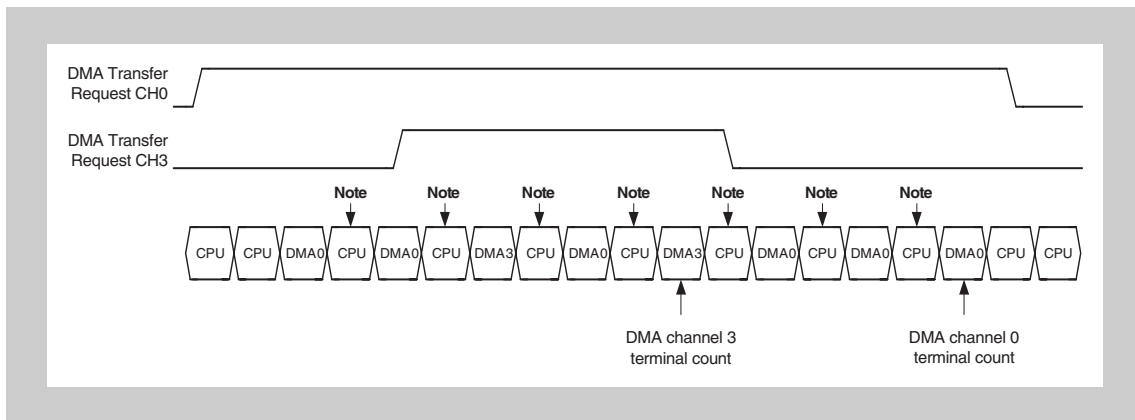 DMA Transfer
Request CH0
DMA Transfer
Request CH3
Note Note Note Note Note Note Note
CPU CPU DMA0 CPU DMA0 CPU DMA3 CPU DMA0 CPU DMA3 CPU DMA0 CPU DMA0 CPU DMA0 CPU CPU
DMA channel 3 DMA channel 0
terminal count terminal count